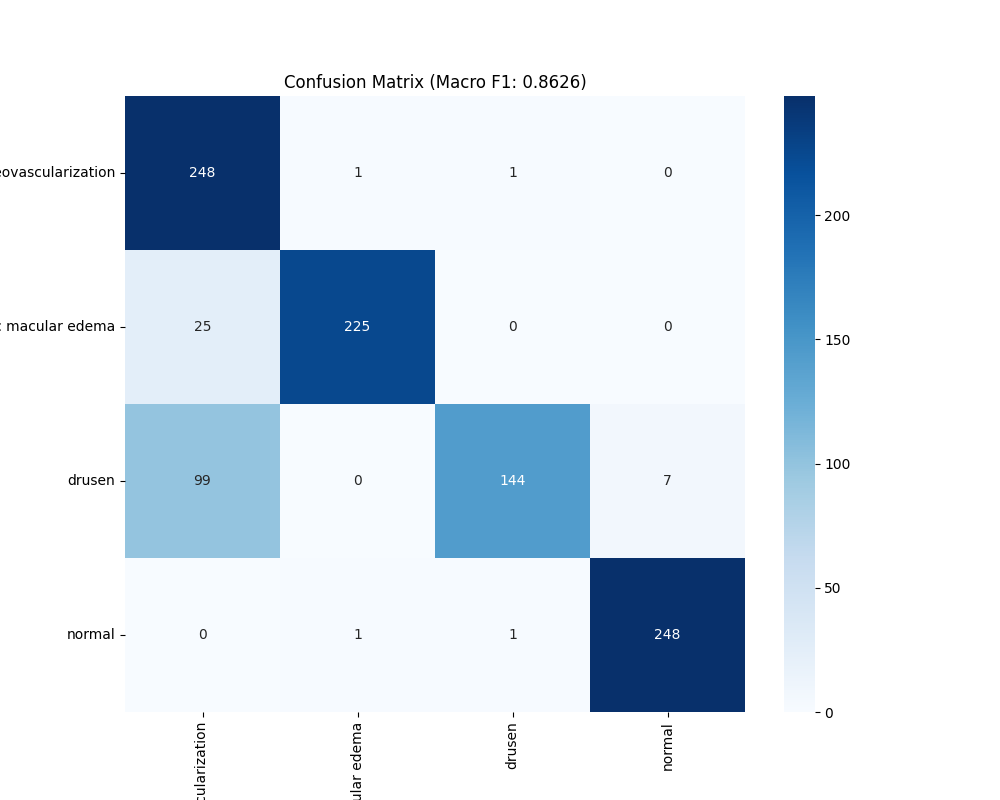 Confusion Matrix (Macro F1: 0.8626)
eovascularization 248 1 1 0
macular edema 25 225 0 0
drusen 99 0 144 7
normal 0 1 1 248
cularization
ular edema
drusen
normal
200
150
100
50
0